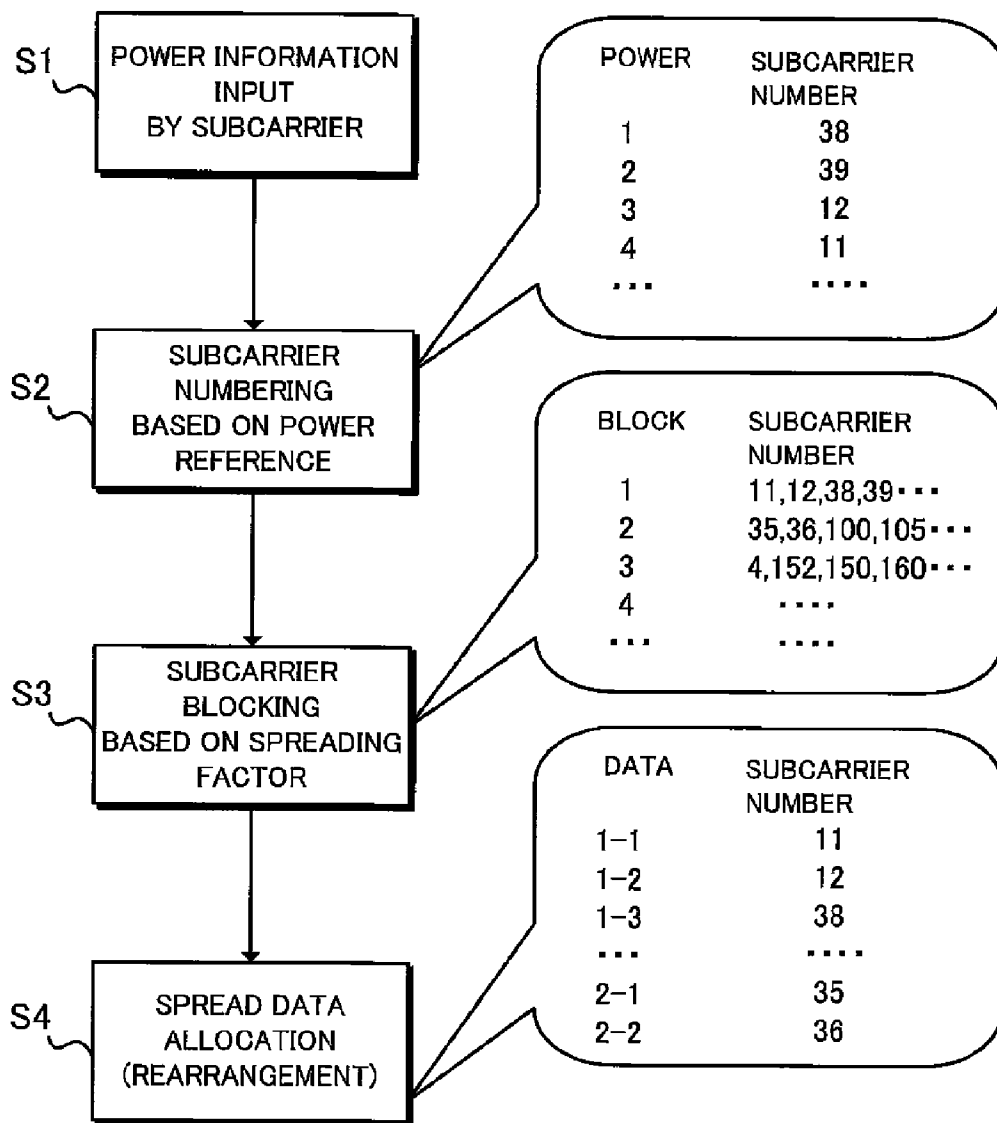 S1
POWER INFORMATION
INPUT
BY SUBCARRIER
POWER SUBCARRIER
NUMBER
1 38
2 39
3 12
4 11
... ....
S2
SUBCARRIER
NUMBERING
BASED ON POWER
REFERENCE
BLOCK SUBCARRIER
NUMBER
1 11,12,38,39...
2 35,36,100,105...
3 4,152,150,160...
4 ....
... ....
S3
SUBCARRIER
BLOCKING
BASED ON SPREADING
FACTOR
DATA SUBCARRIER
NUMBER
1-1 11
1-2 12
1-3 38
... ....
2-1 35
2-2 36
S4
SPREAD DATA
ALLOCATION
(REARRANGEMENT)